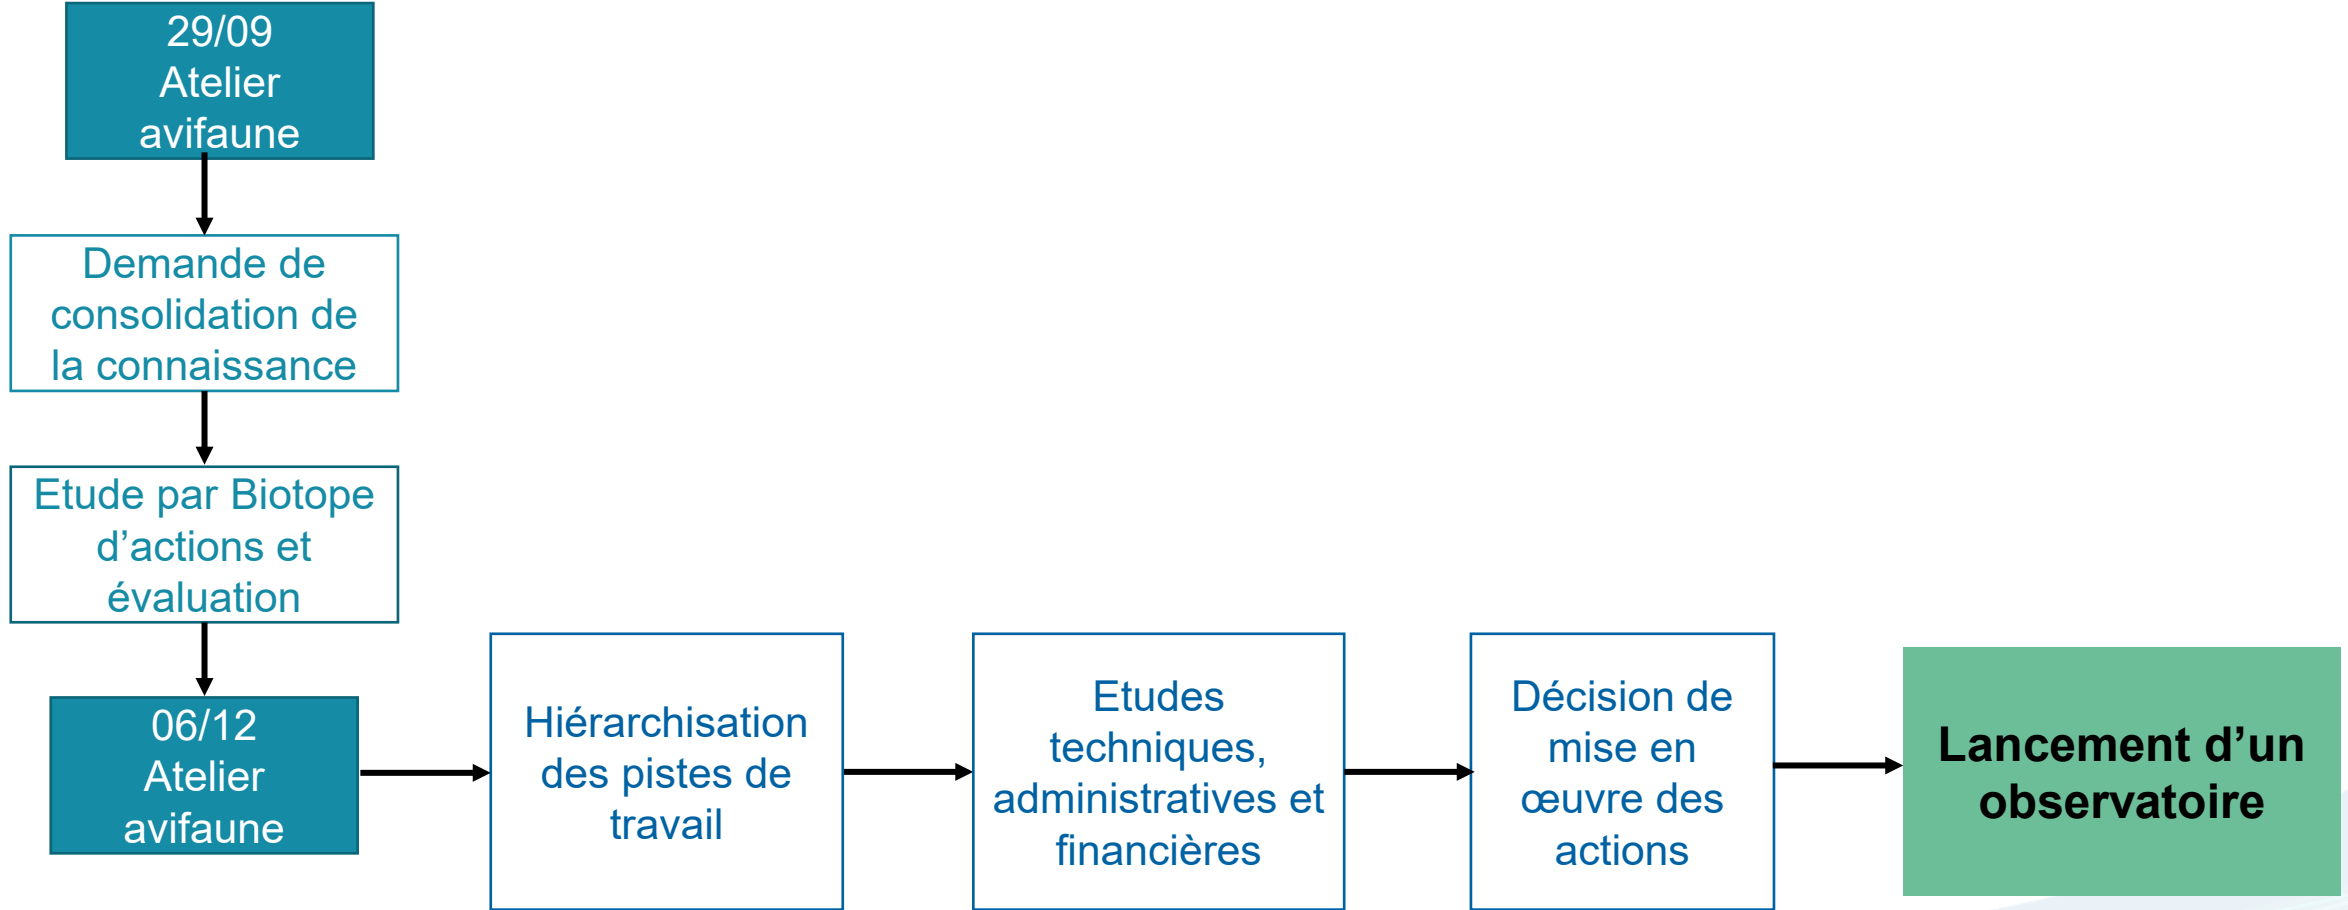 29/09
Atelier
avifaune
Demande de
consolidation de
la connaissance
Etude par Biotope
d’actions et
évaluation
06/12
Atelier
avifaune
Hiérarchisation
des pistes de
travail
Etudes
techniques,
administratives et
financières
Décision de
mise en
œuvre des
actions
Lancement d’un
observatoire